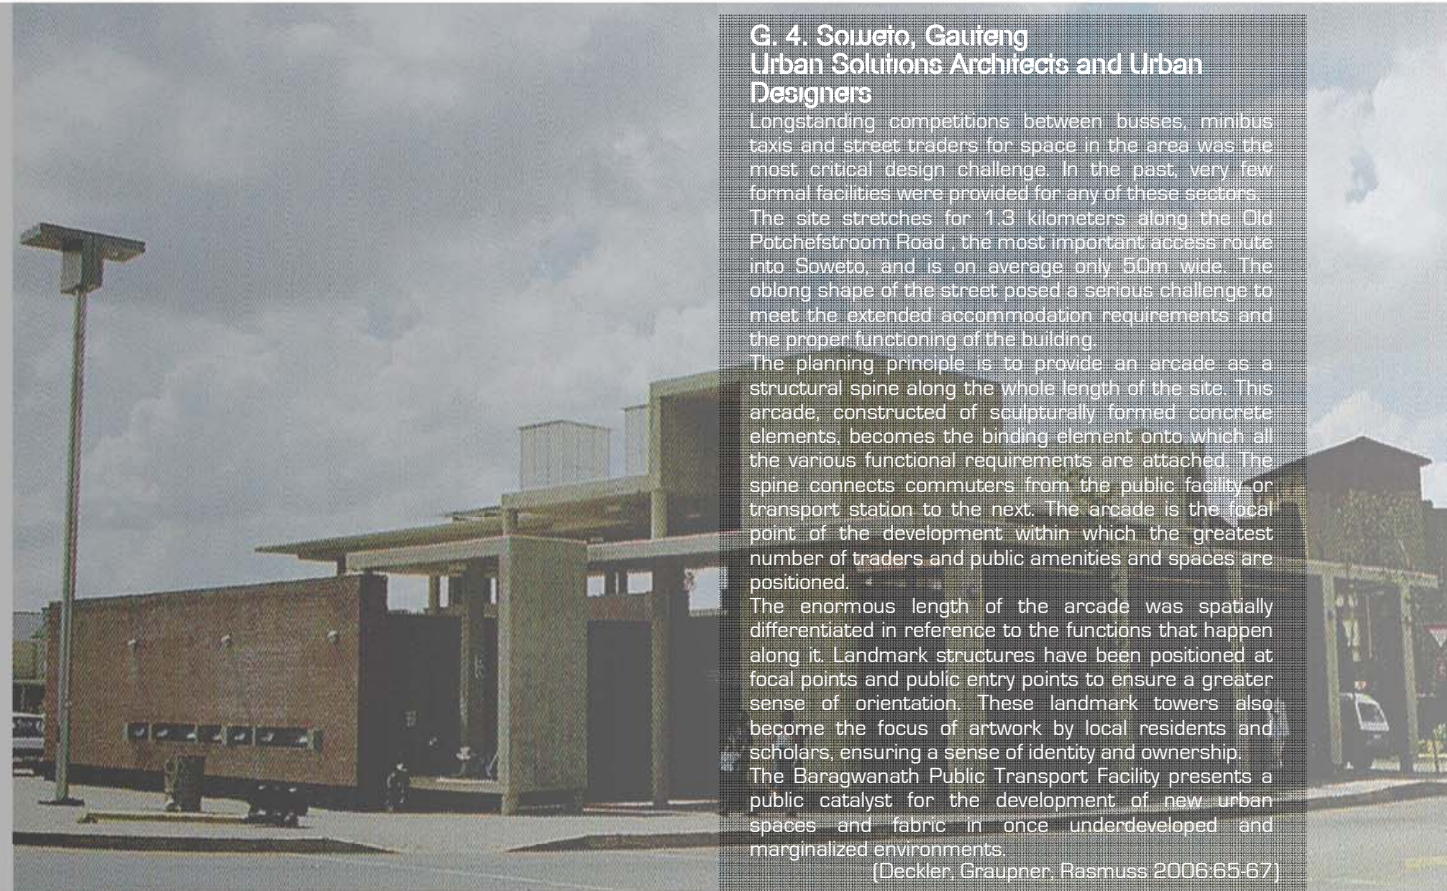 G. 4. Soweto, Gauteng
Urban Solutions Architects and Urban
Designers
Longstanding competitions between busses, minibus
taxis and street traders for space in the area was the
most critical design challenge. In the past, very few
formal facilities were provided for any of these sectors.
The site stretches for 1.3 kilometers along the Old
Potchefstroom Road , the most important access route
into Soweto, and is on average only 50m wide. The
oblong shape of the street posed a serious challenge to
meet the extended accommodation requirements and
the proper functioning of the building.
The planning principle is to provide an arcade as a
structural spine along the whole length of the site. This
arcade, constructed of sculpturally formed concrete
elements, becomes the binding element onto which all
the various functional requirements are attached. The
spine connects commuters from the public facility or
transport station to the next. The arcade is the focal
point of the development within which the greatest
number of traders and public amenities and spaces are
positioned.
The enormous length of the arcade was spatially
differentiated in reference to the functions that happen
along it. Landmark structures have been positioned at
focal points and public entry points to ensure a greater
sense of orientation. These landmark towers also
become the focus of artwork by local residents and
scholars, ensuring a sense of identity and ownership.
The Baragwanath Public Transport Facility presents a
public catalyst for the development of new urban
spaces and fabric in once underdeveloped and
marginalized environments.
(Deckler, Graupner, Rasmuss 2006:65-67)